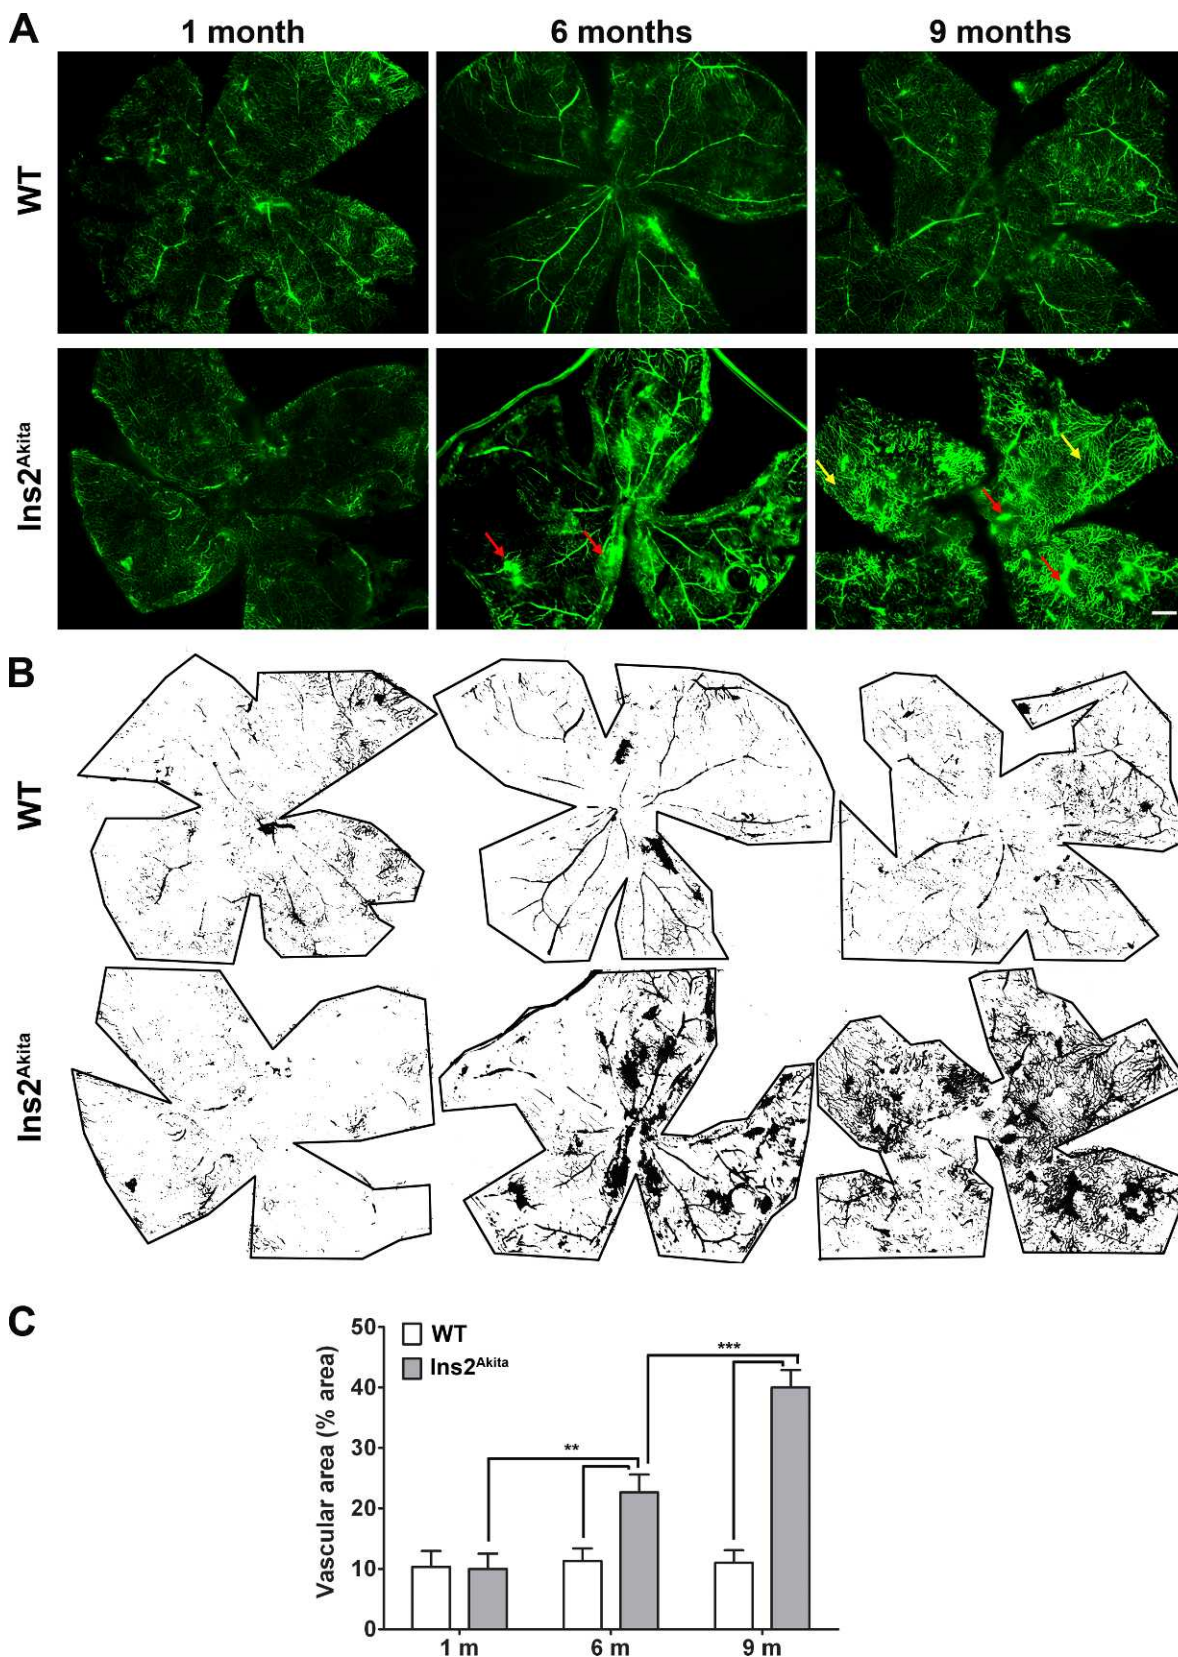 A
1 month 6 months 9 months
WT
Ins2Akita
B
WT
Ins2Akita
C
50
40
30
20
10
0
Vascular area (% area)
WT
Ins2Akita
**
***
1 m 6 m 9 m